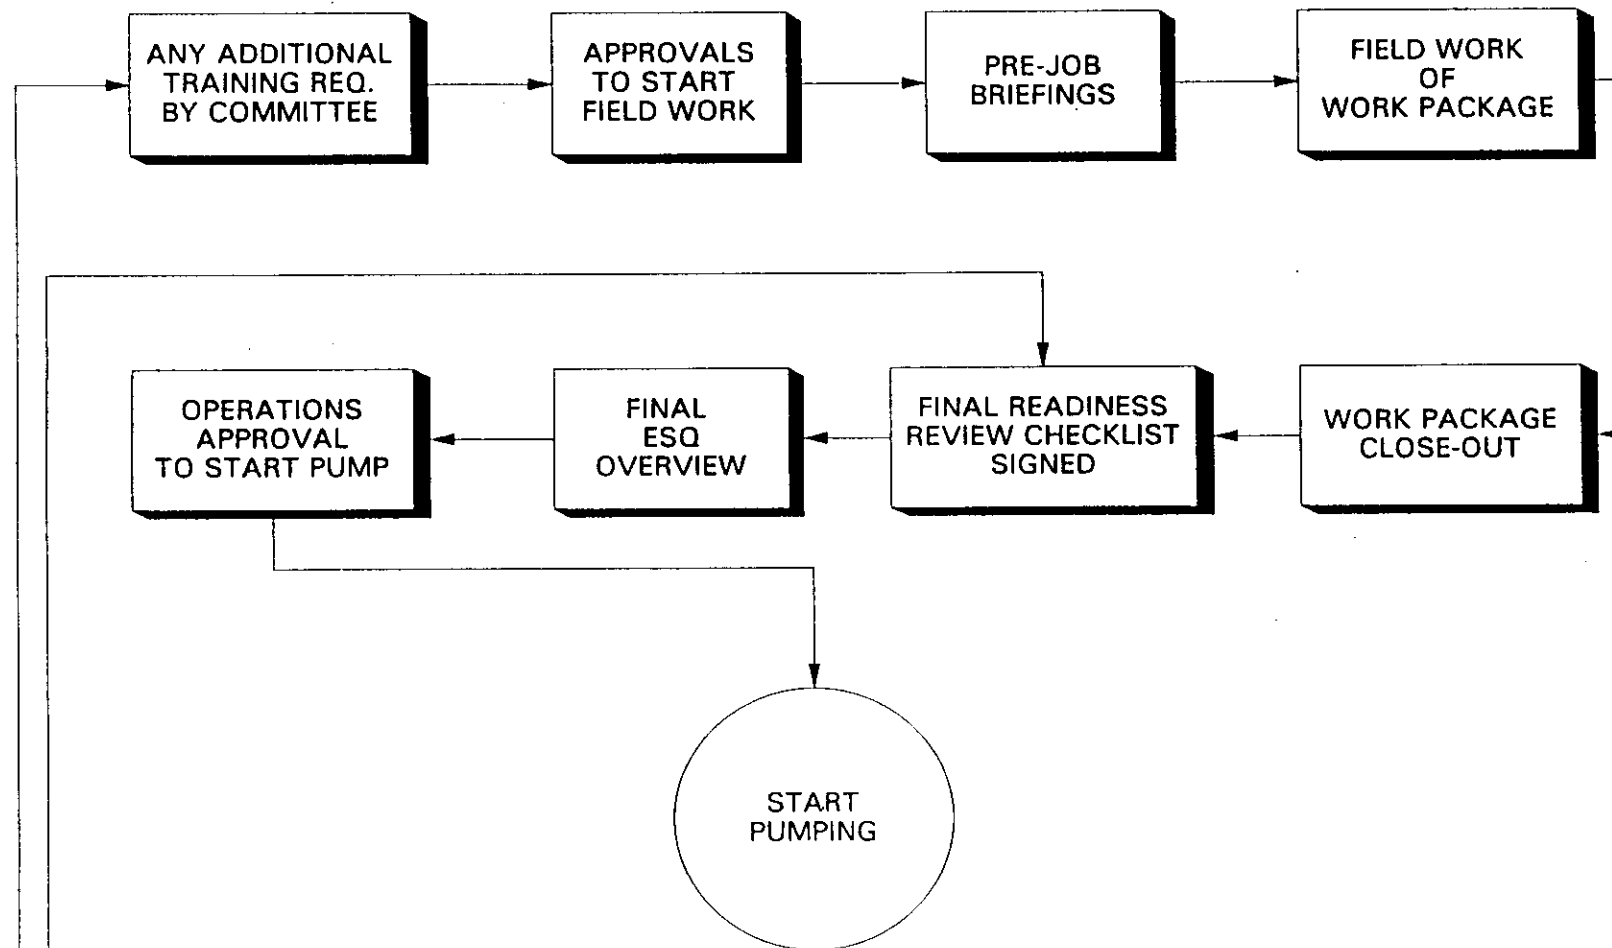 ANY ADDITIONAL
TRAINING REQ.
BY COMMITTEE
APPROVALS
TO START
FIELD WORK
PRE-JOB
BRIEFINGS
FIELD WORK
OF
WORK PACKAGE
OPERATIONS
APPROVAL
TO START PUMP
FINAL
ESQ
OVERVIEW
FINAL READINESS
REVIEW CHECKLIST
SIGNED
WORK PACKAGE
CLOSE-OUT
START
PUMPING